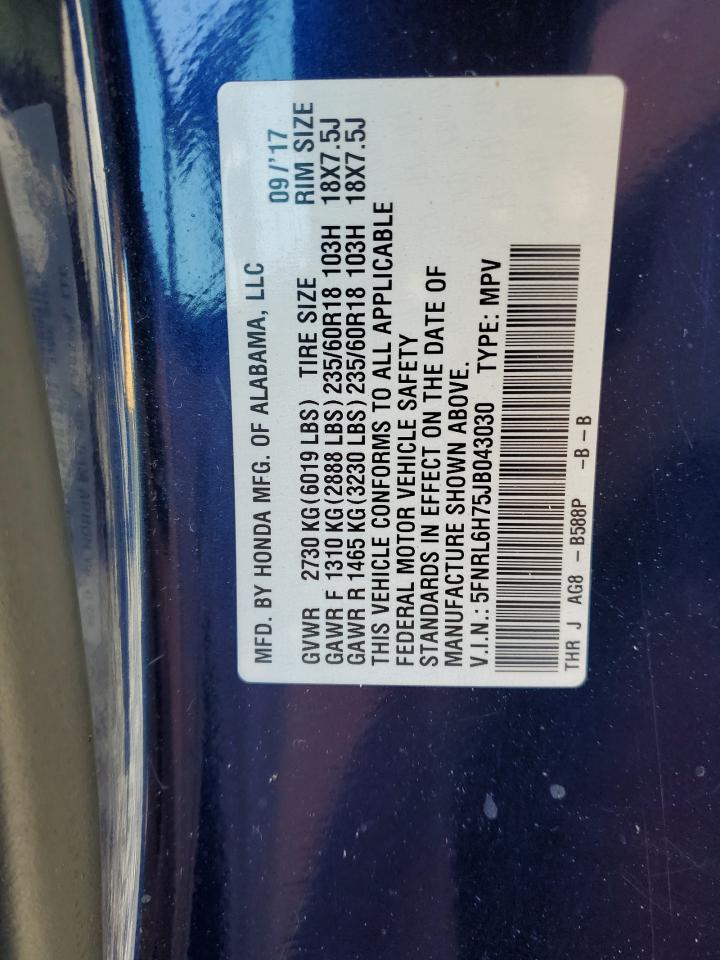 MFD. BY HONDA MFG. OF ALABAMA, LLC 09/'17
GVWR 2730 KG(6019 LBS) TIRE SIZE RIM SIZE
GAWR F 1310 KG(2888 LBS) 235/60R18 103H 18X7.5J
GAWR R 1465 KG(3230 LBS) 235/60R18 103H 18X7.5J
THIS VEHICLE CONFORMS TO ALL APPLICABLE
FEDERAL MOTOR VEHICLE SAFETY
STANDARDS IN EFFECT ON THE DATE OF
MANUFACTURE SHOWN ABOVE.
V.I.N.: 5FNRL6H75JB043030 TYPE: MPV
THR J AG8 - B588P -B-B